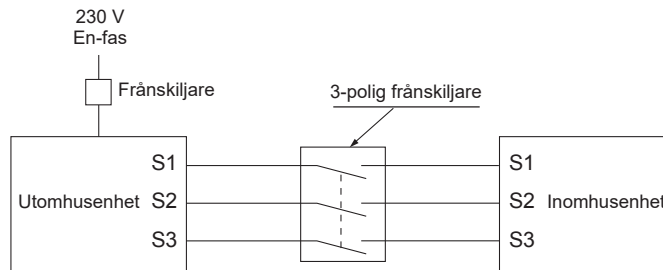 230 V
En-fas
Frånskiljare
3-polig frånskiljare
Utomhusenhet
S1
S2
S3
S1
S2
S3
Inomhusenhet